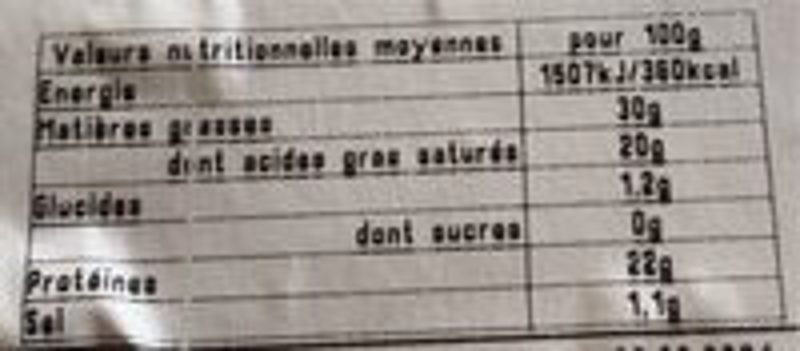 Valeurs nutritionnelles moyennes pour 100g
Energie 1507kJ/360kcal
Matières grasses 30g
dont acides gras saturés 20g
Glucides 1,2g
dont sucres 0g
Protéines 22g
Sel 1,1g